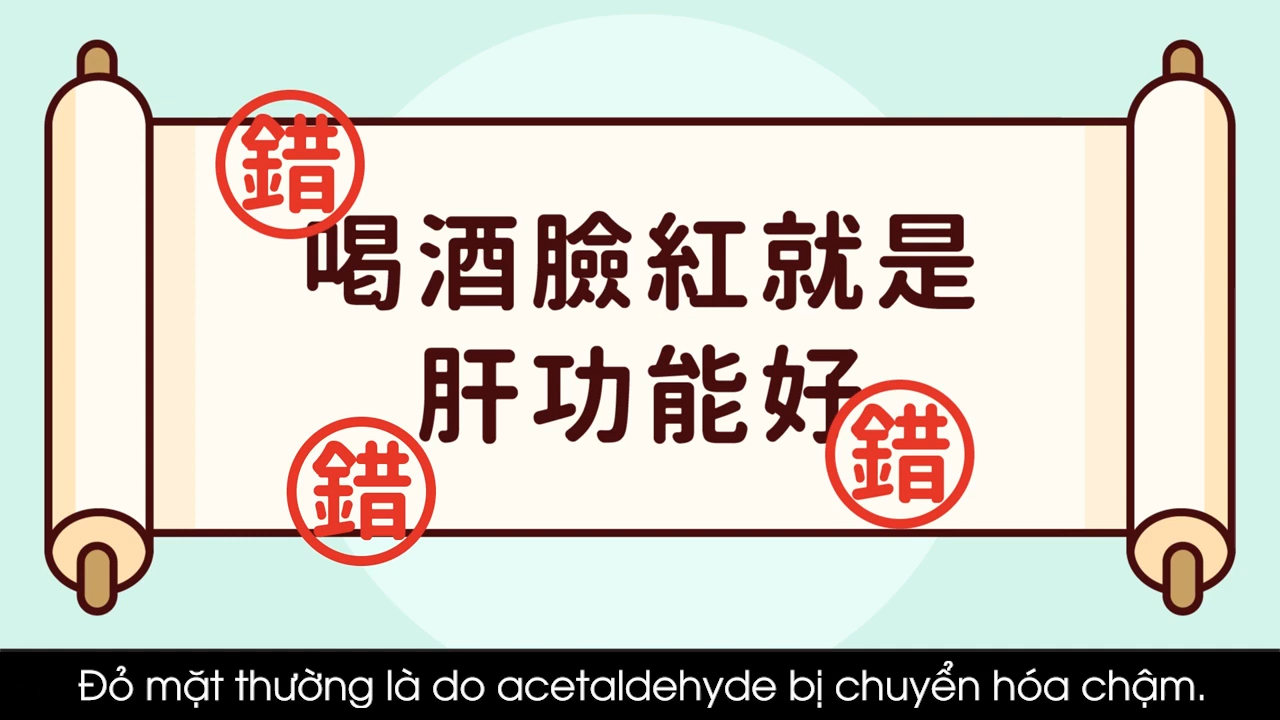 錯
喝酒臉紅就是
肝功能好
錯
錯
Đỏ mặt thường là do acetaldehyde bị chuyển hóa chậm.